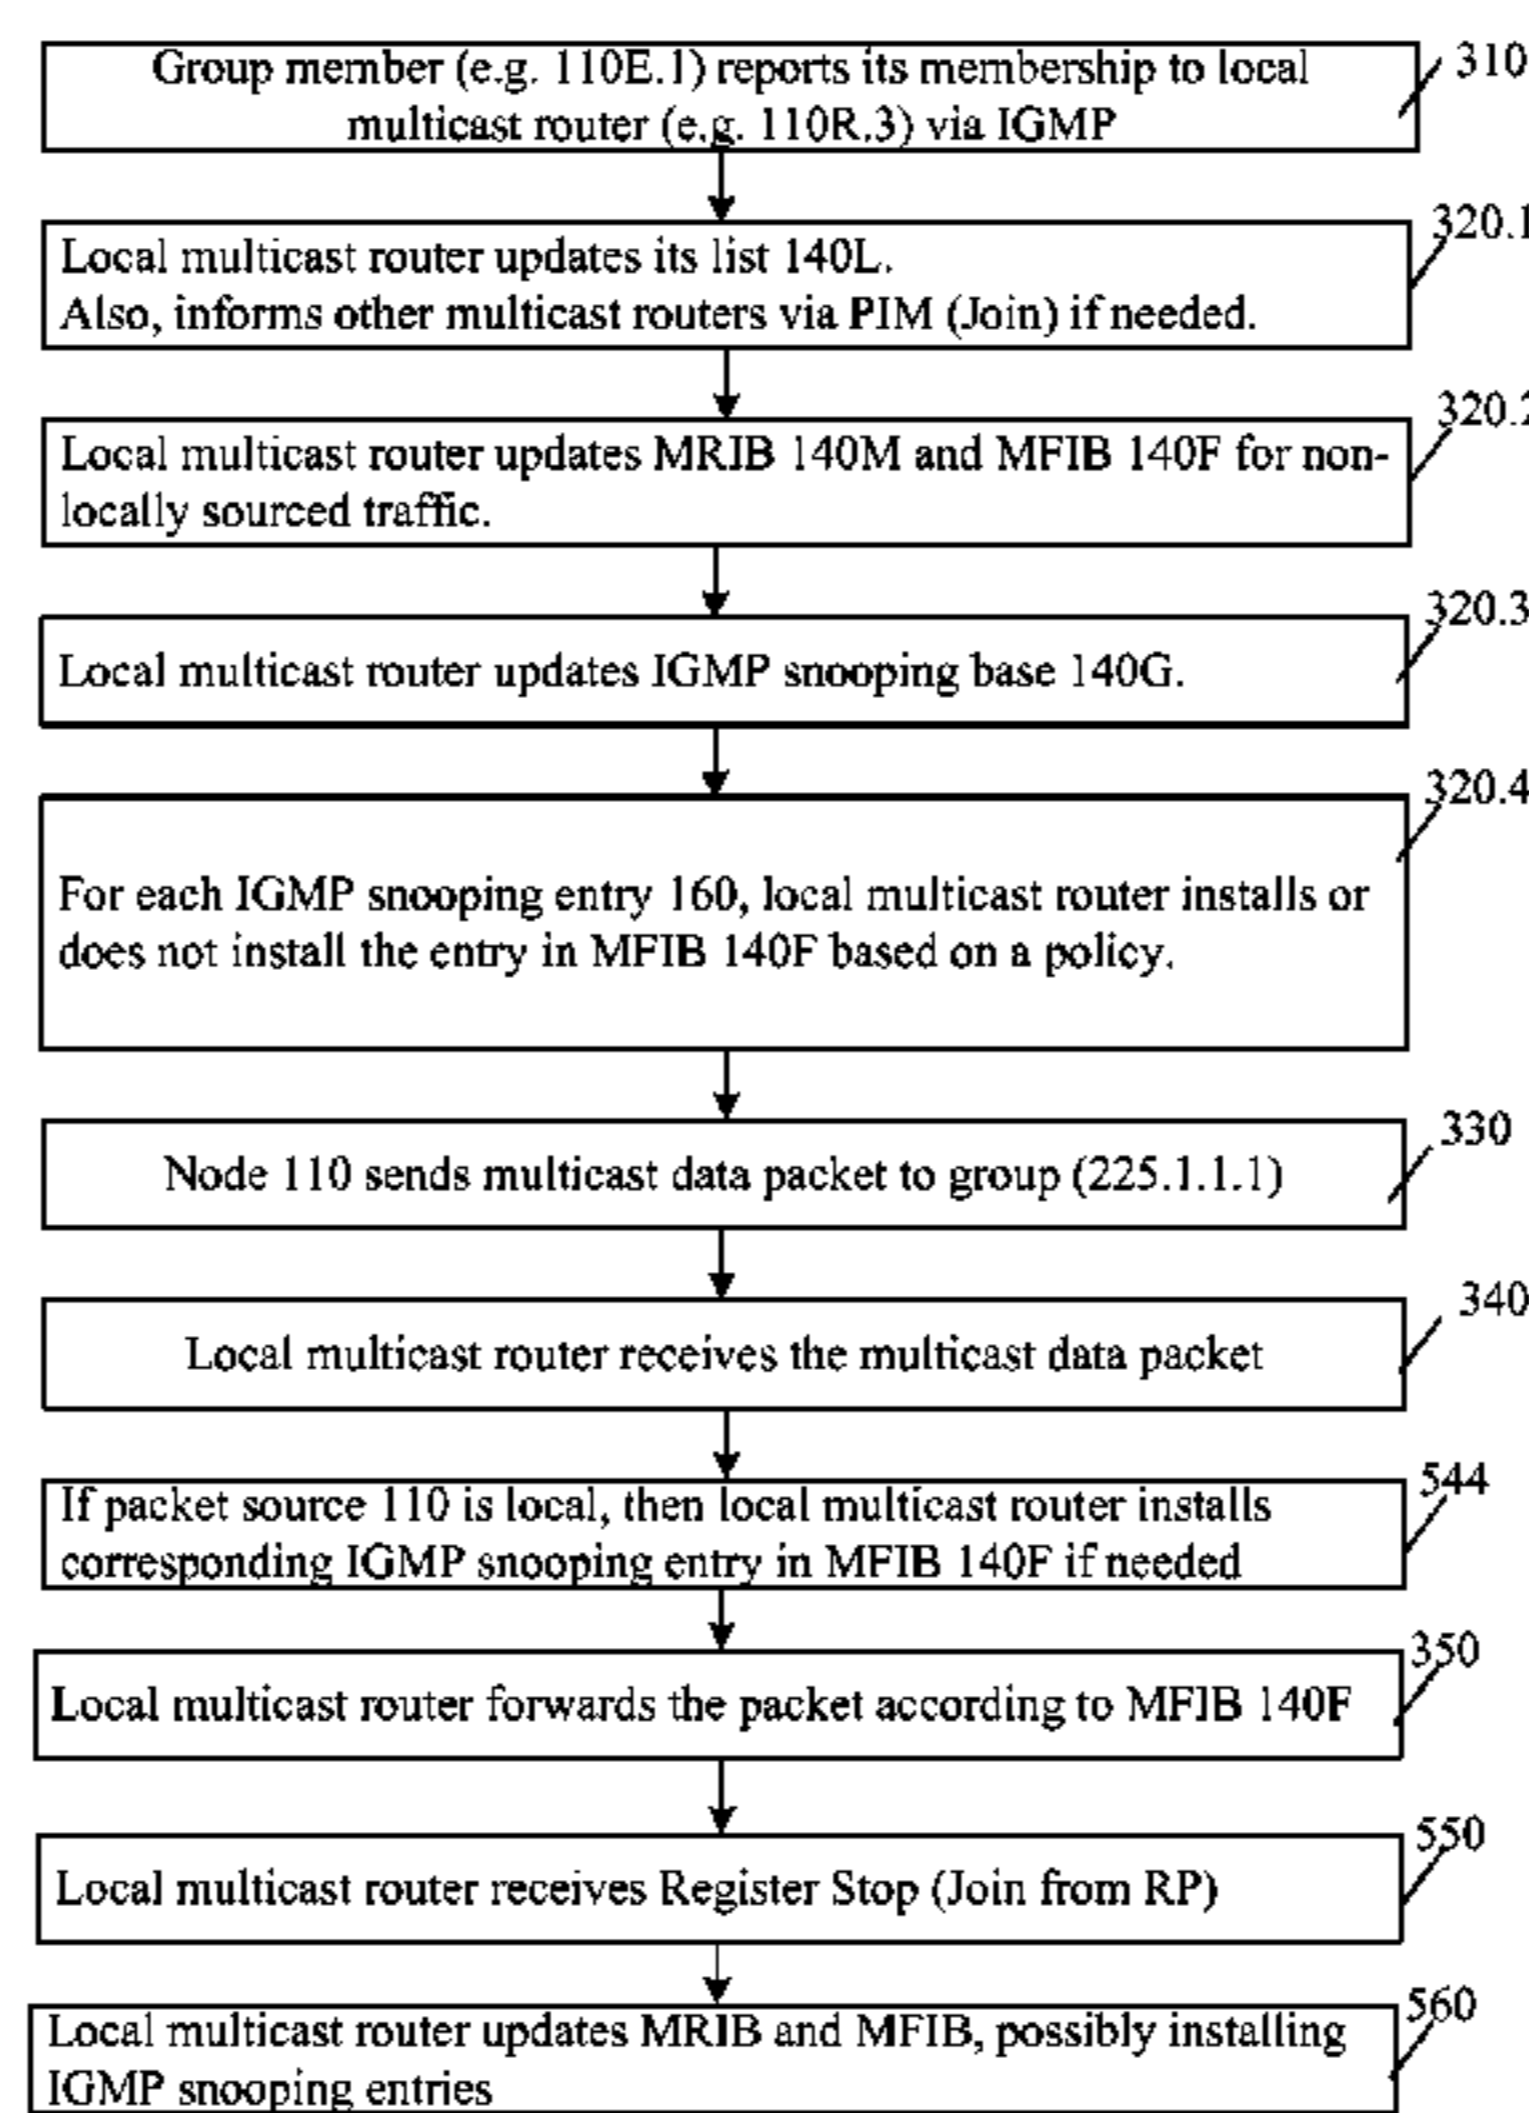 Group member (e.g. 110E.1) reports its membership to local
multicast router (e.g. 110R.3) via IGMP
310
Local multicast router updates its list 140L.
Also, informs other multicast routers via PIM (Join) if needed.
320.1
Local multicast router updates MRIB 140M and MFIB 140F for non-
locally sourced traffic.
320.2
Local multicast router updates IGMP snooping base 140G.
320.3
For each IGMP snooping entry 160, local multicast router installs or
does not install the entry in MFIB 140F based on a policy.
320.4
Node 110 sends multicast data packet to group (225.1.1.1)
330
Local multicast router receives the multicast data packet
340
If packet source 110 is local, then local multicast router installs
corresponding IGMP snooping entry in MFIB 140F if needed
544
Local multicast router forwards the packet according to MFIB 140F
350
Local multicast router receives Register Stop (Join from RP)
550
Local multicast router updates MRIB and MFIB, possibly installing
IGMP snooping entries
560